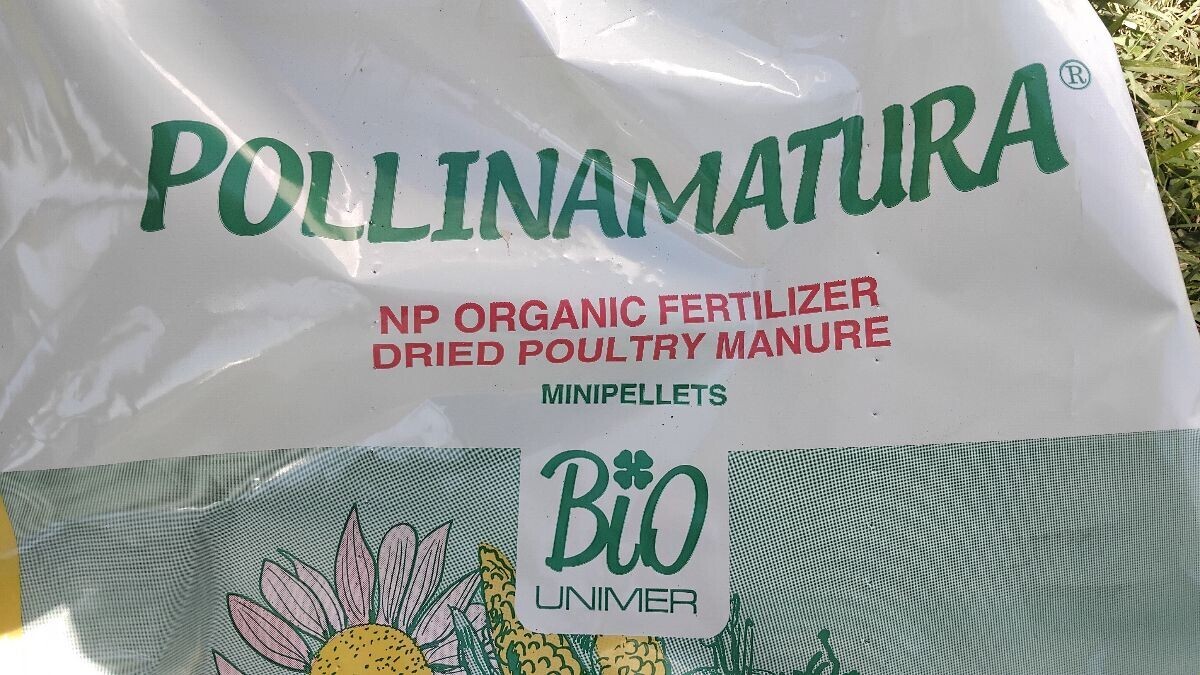 POLLINAMATURA®
NP ORGANIC FERTILIZER
DRIED POULTRY MANURE
MINIPELLETS
BiO
UNIMER